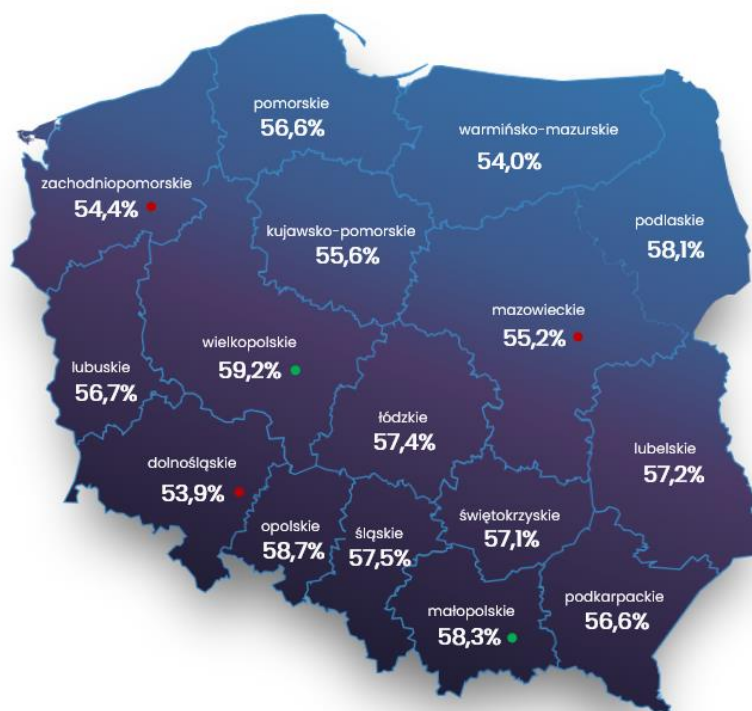 pomorskie
56,6%
warmińsko-mazurskie
54,0%
zachodniopomorskie
54,4%
kujawsko-pomorskie
55,6%
podlaskie
58,1%
mazowieckie
55,2%
wielkopolskie
59,2%
lubuskie
56,7%
łódzkie
57,4%
lubelskie
57,2%
dolnośląskie
53,9%
opolskie
58,7%
śląskie
57,5%
świętokrzyskie
57,1%
małopolskie
58,3%
podkarpackie
56,6%